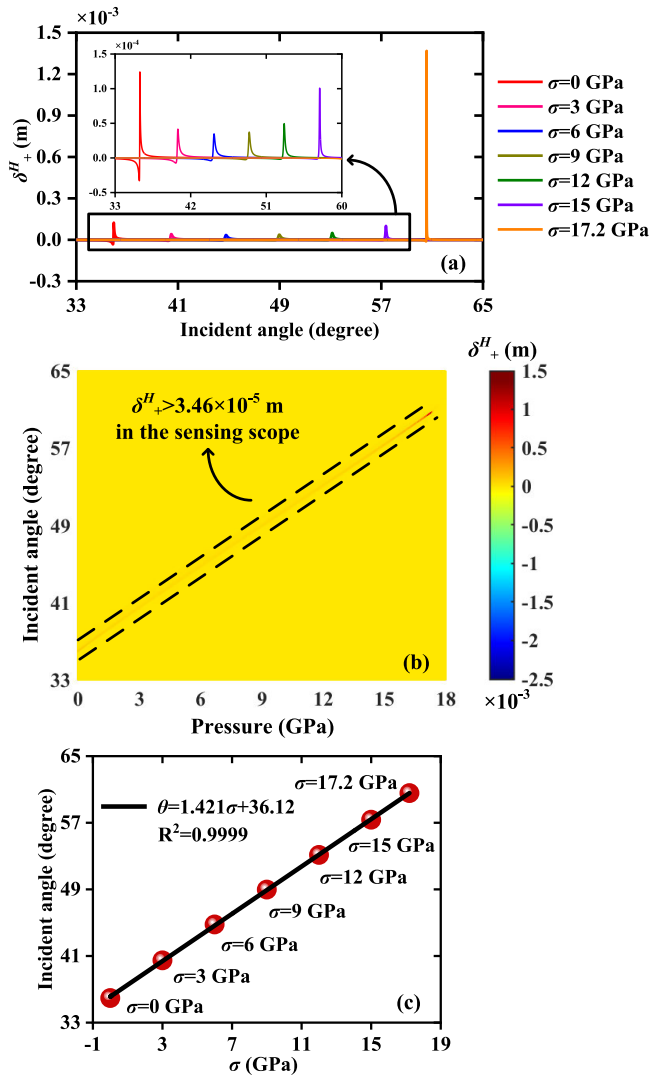 ×10⁻³
1.5
1.2
0.9
0.6
0.3
0.0
-0.3
δᴴ₊ (m)
×10⁻⁴
1.5
1.0
0.5
0.0
-0.5
33 42 51 60
(a)
33 41 49 57 65
Incident angle (degree)
σ=0 GPa
σ=3 GPa
σ=6 GPa
σ=9 GPa
σ=12 GPa
σ=15 GPa
σ=17.2 GPa
65
57
49
41
33
Incident angle (degree)
δᴴ₊>3.46×10⁻⁵ m
in the sensing scope
(b)
0 3 6 9 12 15 18
Pressure (GPa)
δᴴ₊ (m)
1.5
1
0.5
0
-0.5
-1
-1.5
-2
-2.5
×10⁻³
65
57
49
41
33
Incident angle (degree)
θ=1.421σ+36.12
R²=0.9999
σ=17.2 GPa
σ=15 GPa
σ=12 GPa
σ=9 GPa
σ=6 GPa
σ=3 GPa
σ=0 GPa
(c)
-1 3 7 11 15 19
σ (GPa)